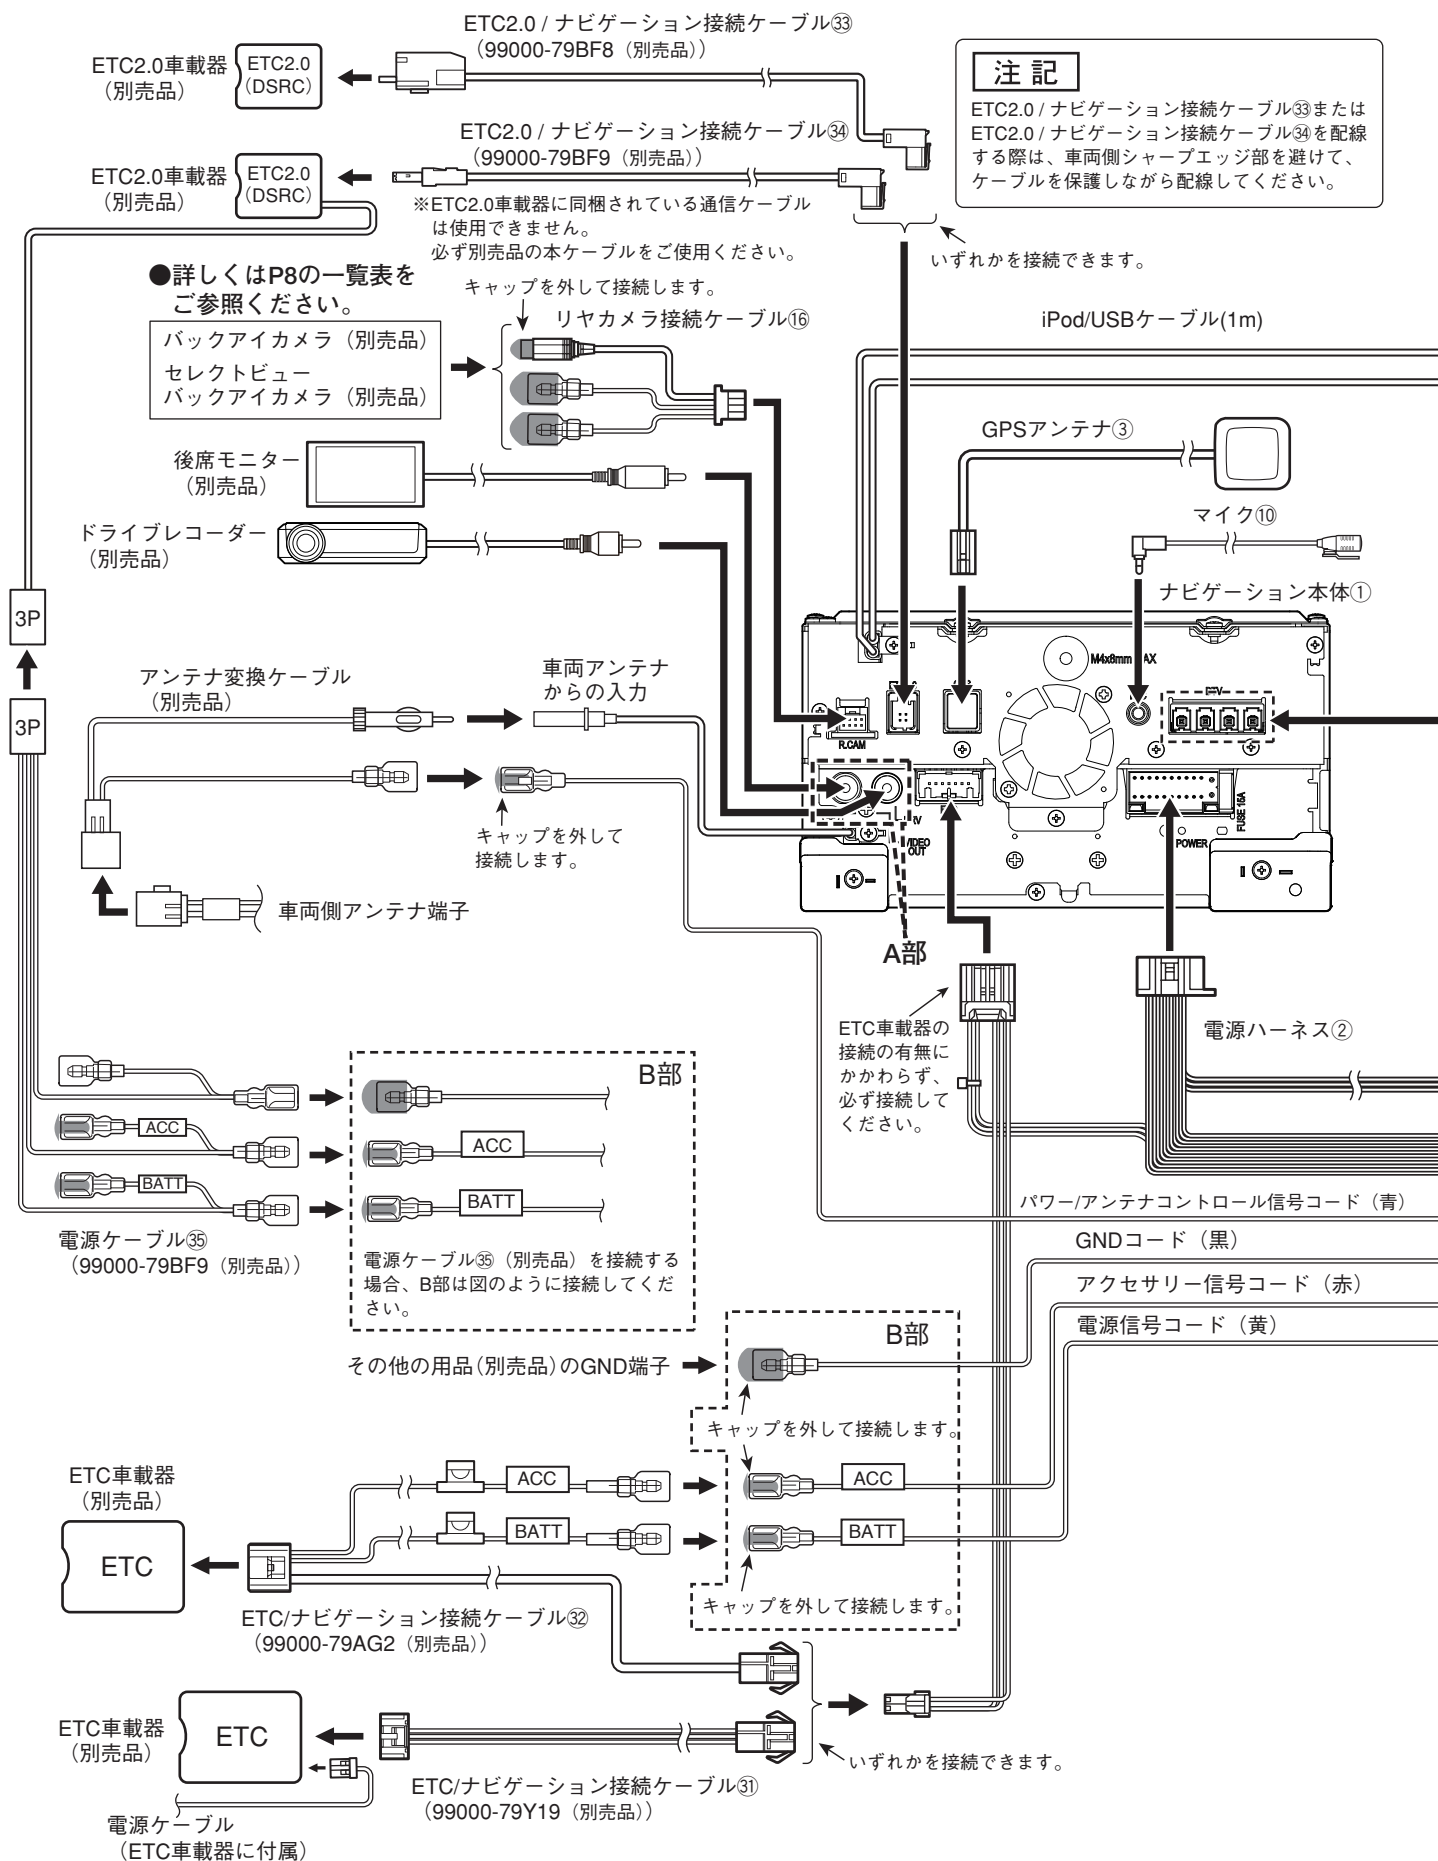 ETC2.0 / ナビゲーション接続ケーブル㉝
（99000-79BF8（別売品））
ETC2.0車載器
（別売品）
ETC2.0
（DSRC）
注 記
ETC2.0 / ナビゲーション接続ケーブル㉝または
ETC2.0 / ナビゲーション接続ケーブル㉞を配線
する際は、車両側シャープエッジ部を避けて、
ケーブルを保護しながら配線してください。
ETC2.0 / ナビゲーション接続ケーブル㉞
（99000-79BF9（別売品））
ETC2.0車載器
（別売品）
ETC2.0
（DSRC）
※ETC2.0車載器に同梱されている通信ケーブル
は使用できません。
必ず別売品の本ケーブルをご使用ください。
いずれかを接続できます。
●詳しくはP8の一覧表を
ご参照ください。
キャップを外して接続します。
リヤカメラ接続ケーブル⑯
iPod/USBケーブル(1m)
バックアイカメラ（別売品）
セレクトビュー
バックアイカメラ（別売品）
GPSアンテナ③
後席モニター
（別売品）
マイク⑩
ドライブレコーダー
（別売品）
ナビゲーション本体①
3P
M4x8mm
R.CAM
アンテナ変換ケーブル
（別売品）
車両アンテナ
からの入力
3P
FUSE 15A
POWER
VIDEO
OUT
キャップを外して
接続します。
車両側アンテナ端子
A部
ETC車載器の
接続の有無に
かかわらず、
必ず接続して
ください。
電源ハーネス②
B部
ACC
ACC
BATT
BATT
電源ケーブル㉟
（99000-79BF9（別売品））
電源ケーブル㉟（別売品）を接続する
場合、B部は図のように接続してくだ
さい。
パワー/アンテナコントロール信号コード（青）
GNDコード（黒）
アクセサリー信号コード（赤）
電源信号コード（黄）
B部
その他の用品(別売品)のGND端子
キャップを外して接続します。
ETC車載器
（別売品）
ACC
ACC
BATT
BATT
ETC
キャップを外して接続します。
ETC/ナビゲーション接続ケーブル㉜
（99000-79AG2（別売品））
ETC車載器
（別売品）
ETC
いずれかを接続できます。
ETC/ナビゲーション接続ケーブル㉛
（99000-79Y19（別売品））
電源ケーブル
（ETC車載器に付属）